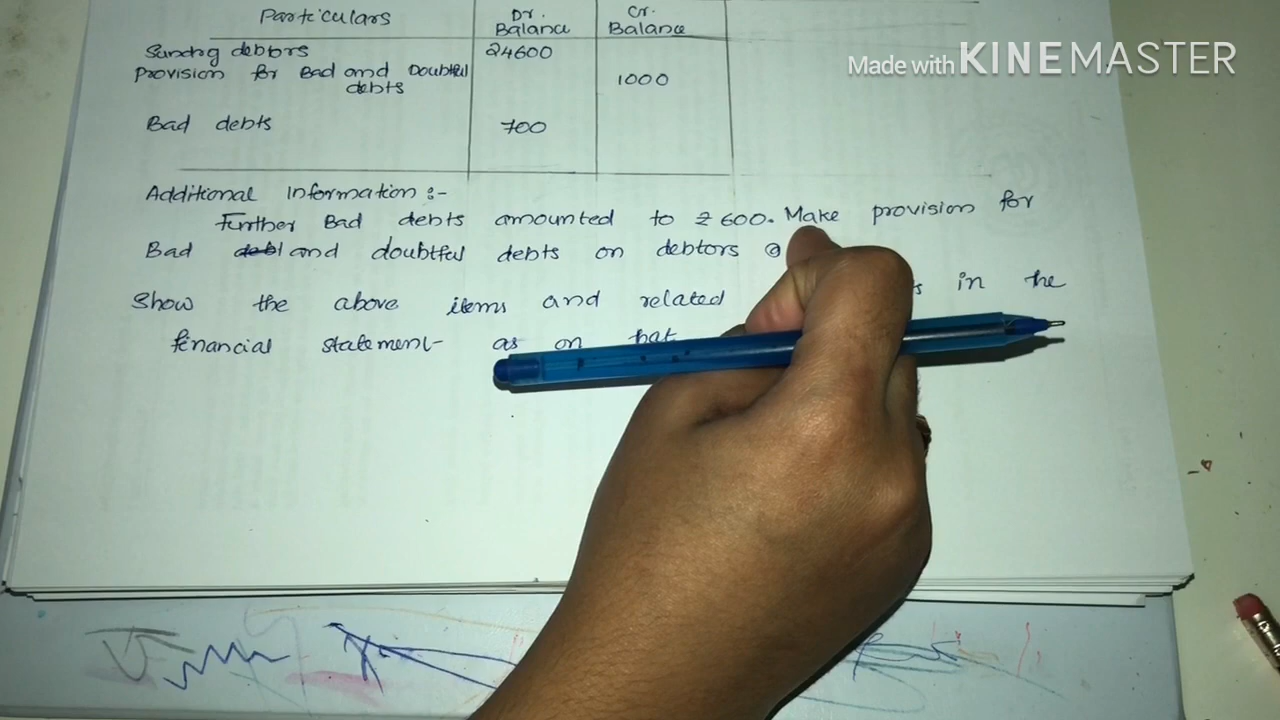 Particulars Dr. Balance Cr. Balance
Made with KINEMASTER
Sundry debtors 24600
provision for Bad and Doubtful debts 1000
Bad debts 700
Additional Information :-
Further Bad debts amounted to ₹ 600. Make provision for
Bad and doubtful debts on debtors @
Show the above items and related in the
financial statement as on that